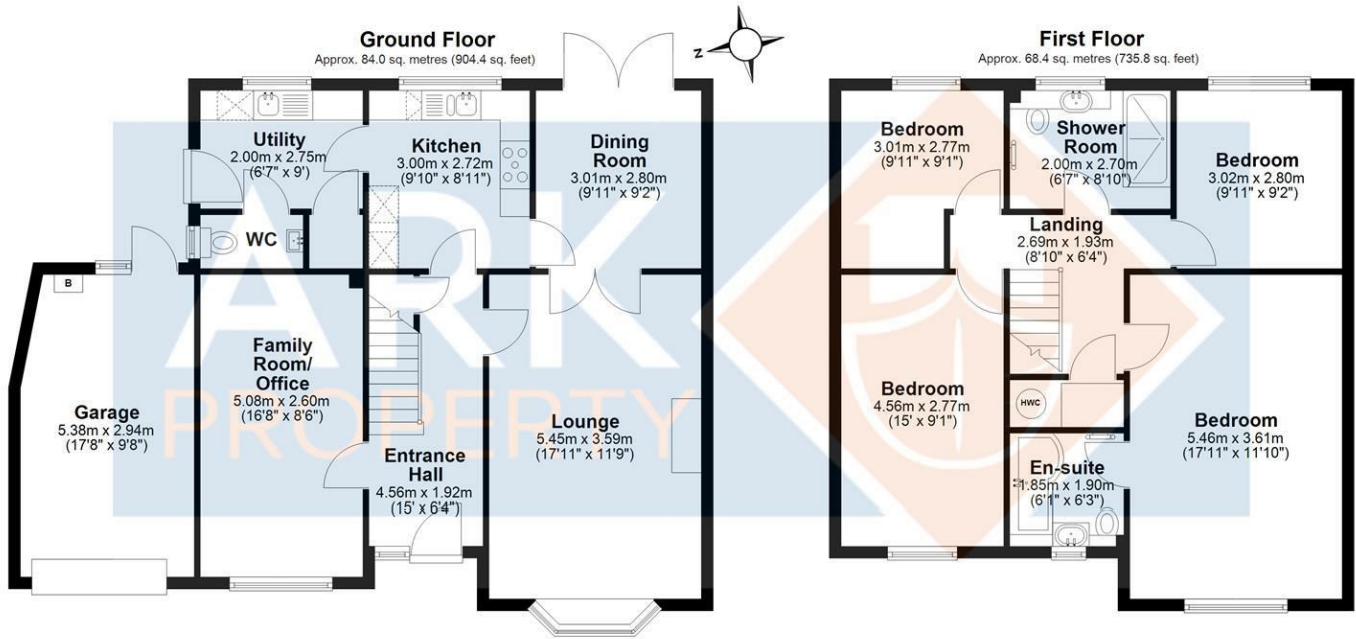 Ground Floor
Approx. 84.0 sq. metres (904.4 sq. feet)
N
First Floor
Approx. 68.4 sq. metres (735.8 sq. feet)
Utility
2.00m x 2.75m
(6'7" x 9')
Kitchen
3.00m x 2.72m
(9'10" x 8'11")
Dining
Room
3.01m x 2.80m
(9'11" x 9'2")
WC
B
Family
Room/
Office
5.08m x 2.60m
(16'8" x 8'6")
Garage
5.38m x 2.94m
(17'8" x 9'8")
Entrance
Hall
4.56m x 1.92m
(15' x 6'4")
Lounge
5.45m x 3.59m
(17'11" x 11'9")
Bedroom
3.01m x 2.77m
(9'11" x 9'1")
Shower
Room
2.00m x 2.70m
(6'7" x 8'10")
Bedroom
3.02m x 2.80m
(9'11" x 9'2")
Landing
2.69m x 1.93m
(8'10" x 6'4")
Bedroom
4.56m x 2.77m
(15' x 9'1")
HWC
En-suite
1.85m x 1.90m
(6'1" x 6'3")
Bedroom
5.46m x 3.61m
(17'11" x 11'10")
ARK
PROPERTY